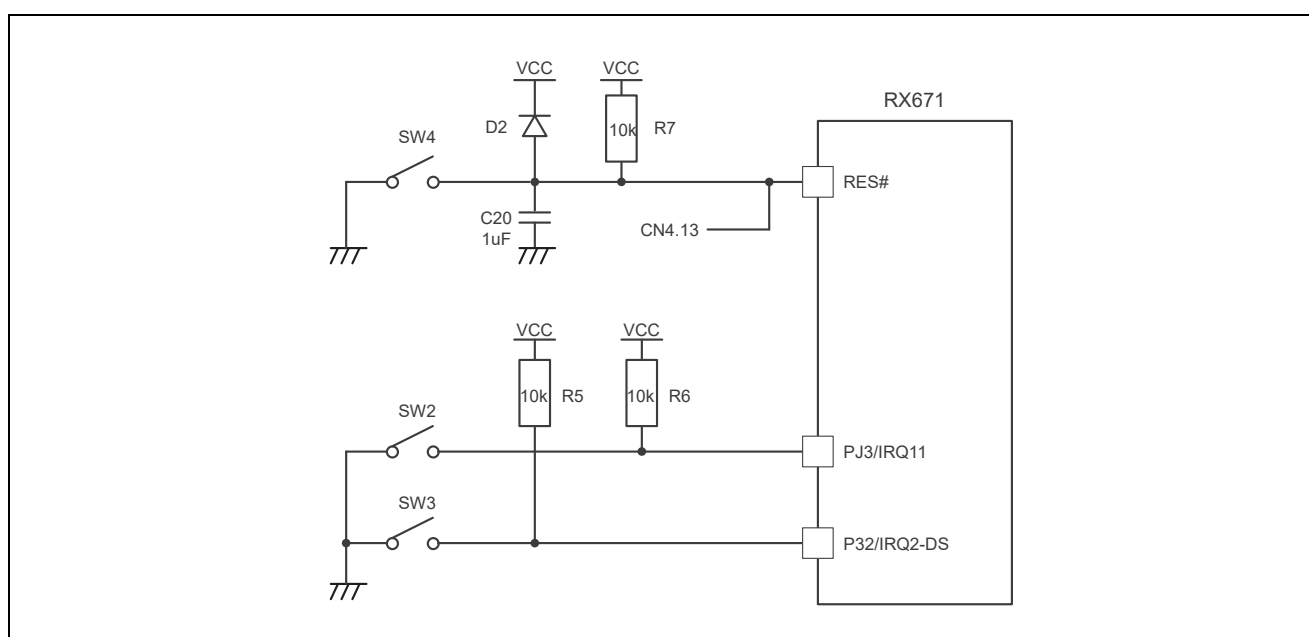 VCC VCC
RX671
D2 10k R7
SW4
RES#
C20
1uF
CN4.13
VCC VCC
10k R5 10k R6
SW2
PJ3/IRQ11
SW3
P32/IRQ2-DS